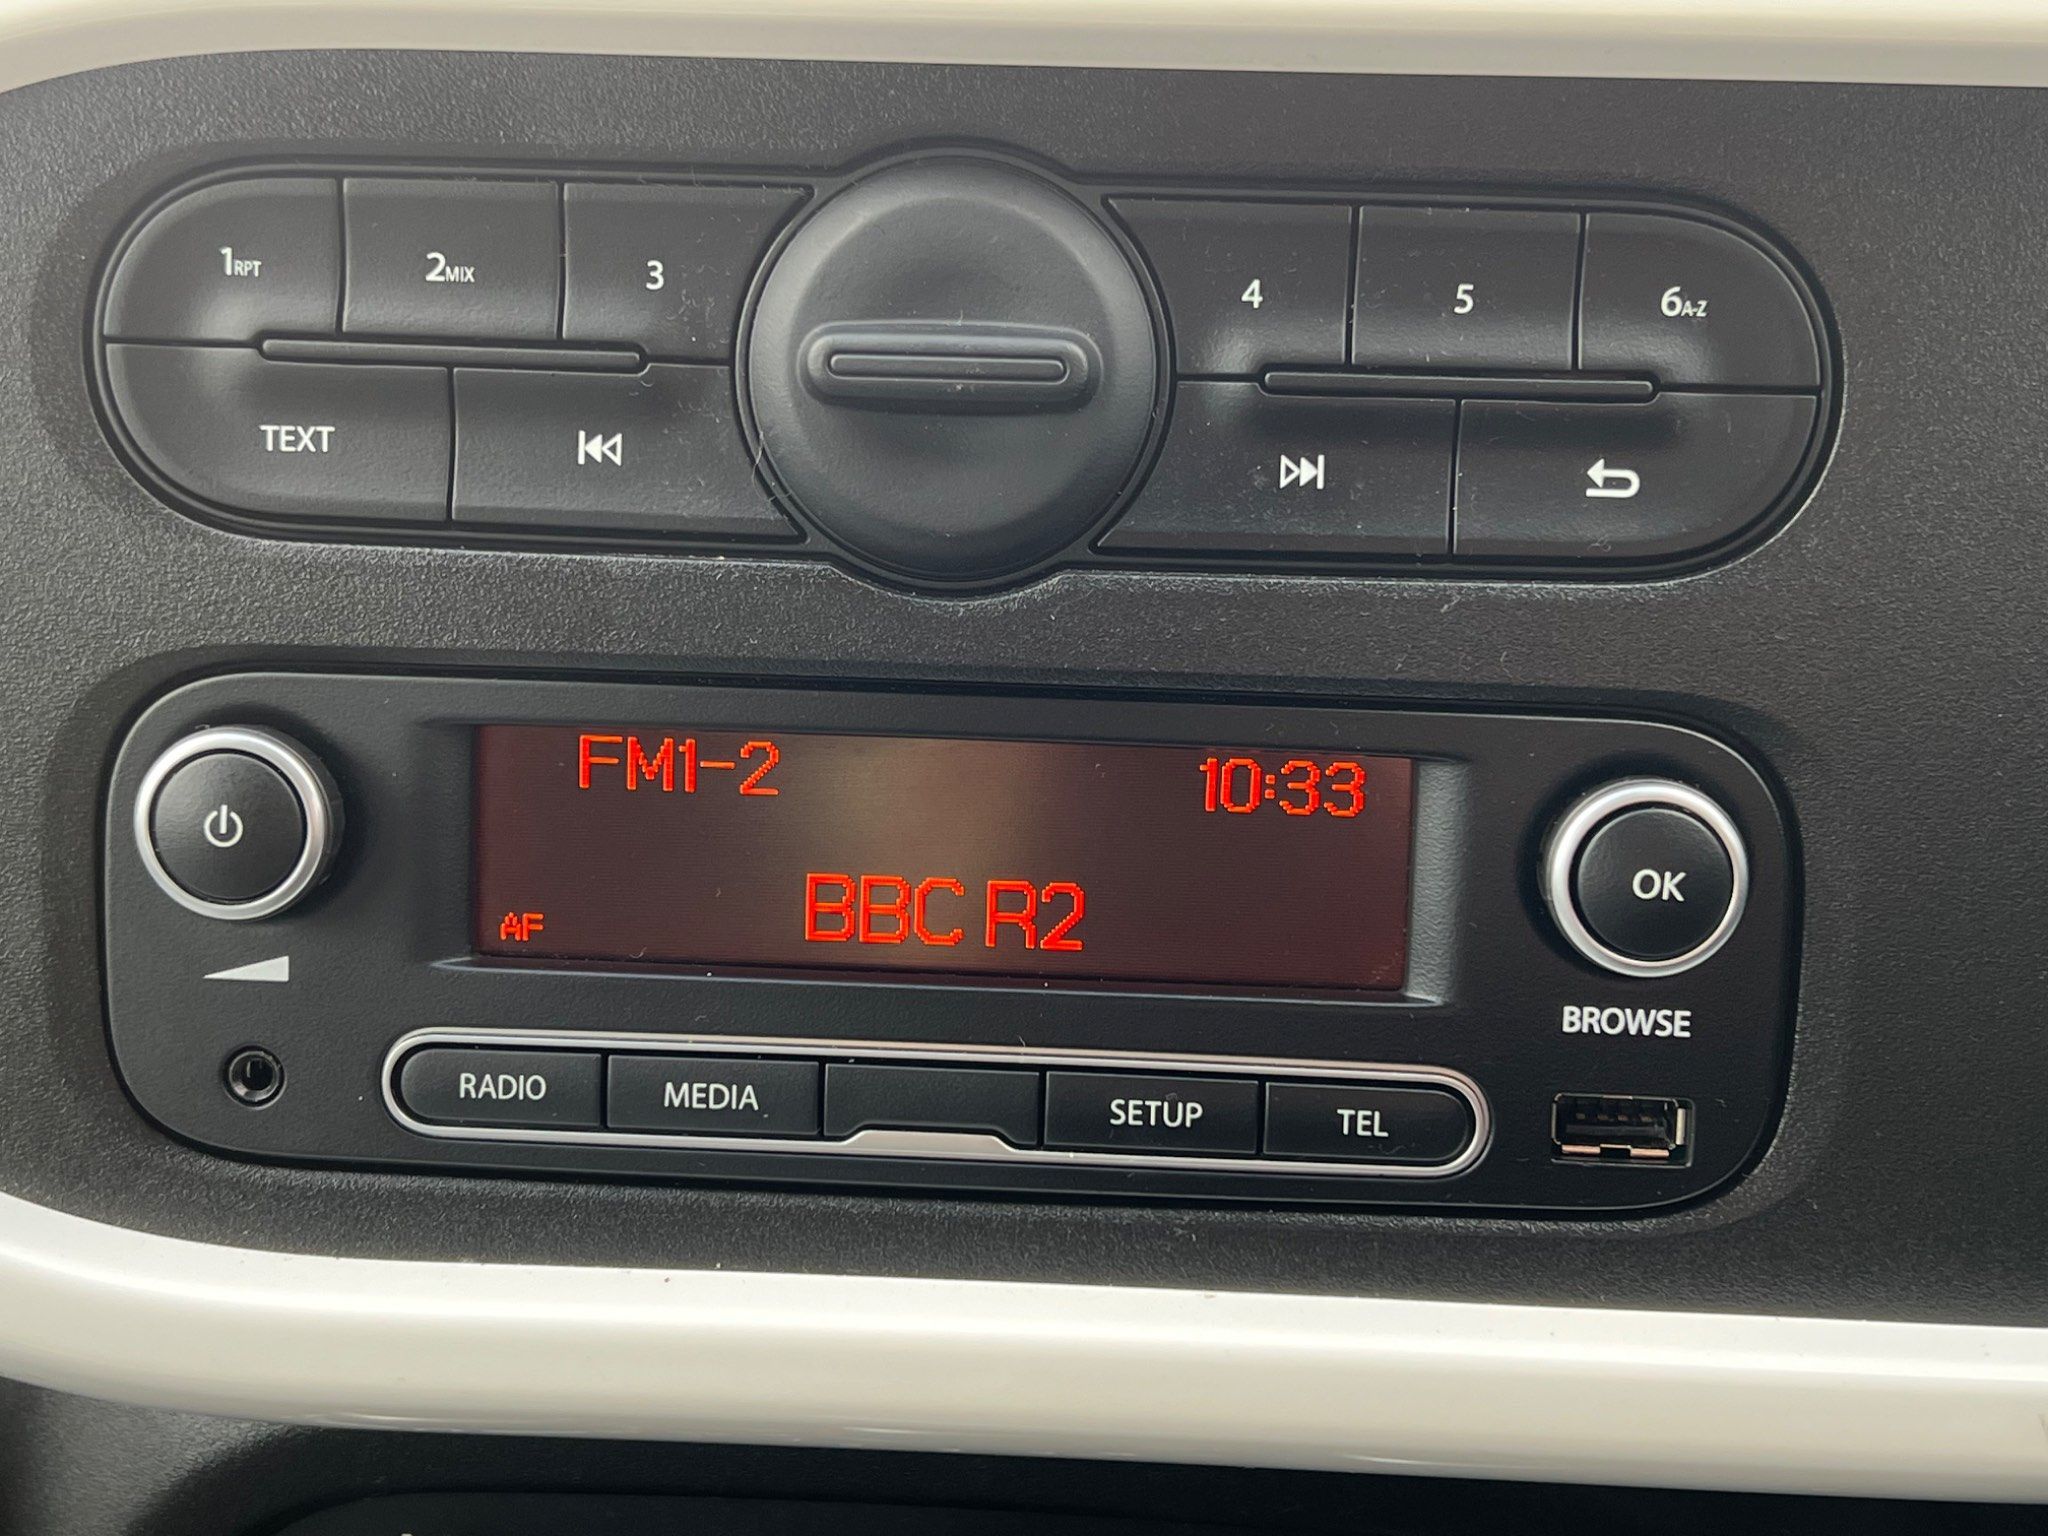 1RPT 2MIX 3 4 5 6A-Z
TEXT
FM1-2 10:33
AF BBC R2
OK
BROWSE
RADIO MEDIA SETUP TEL